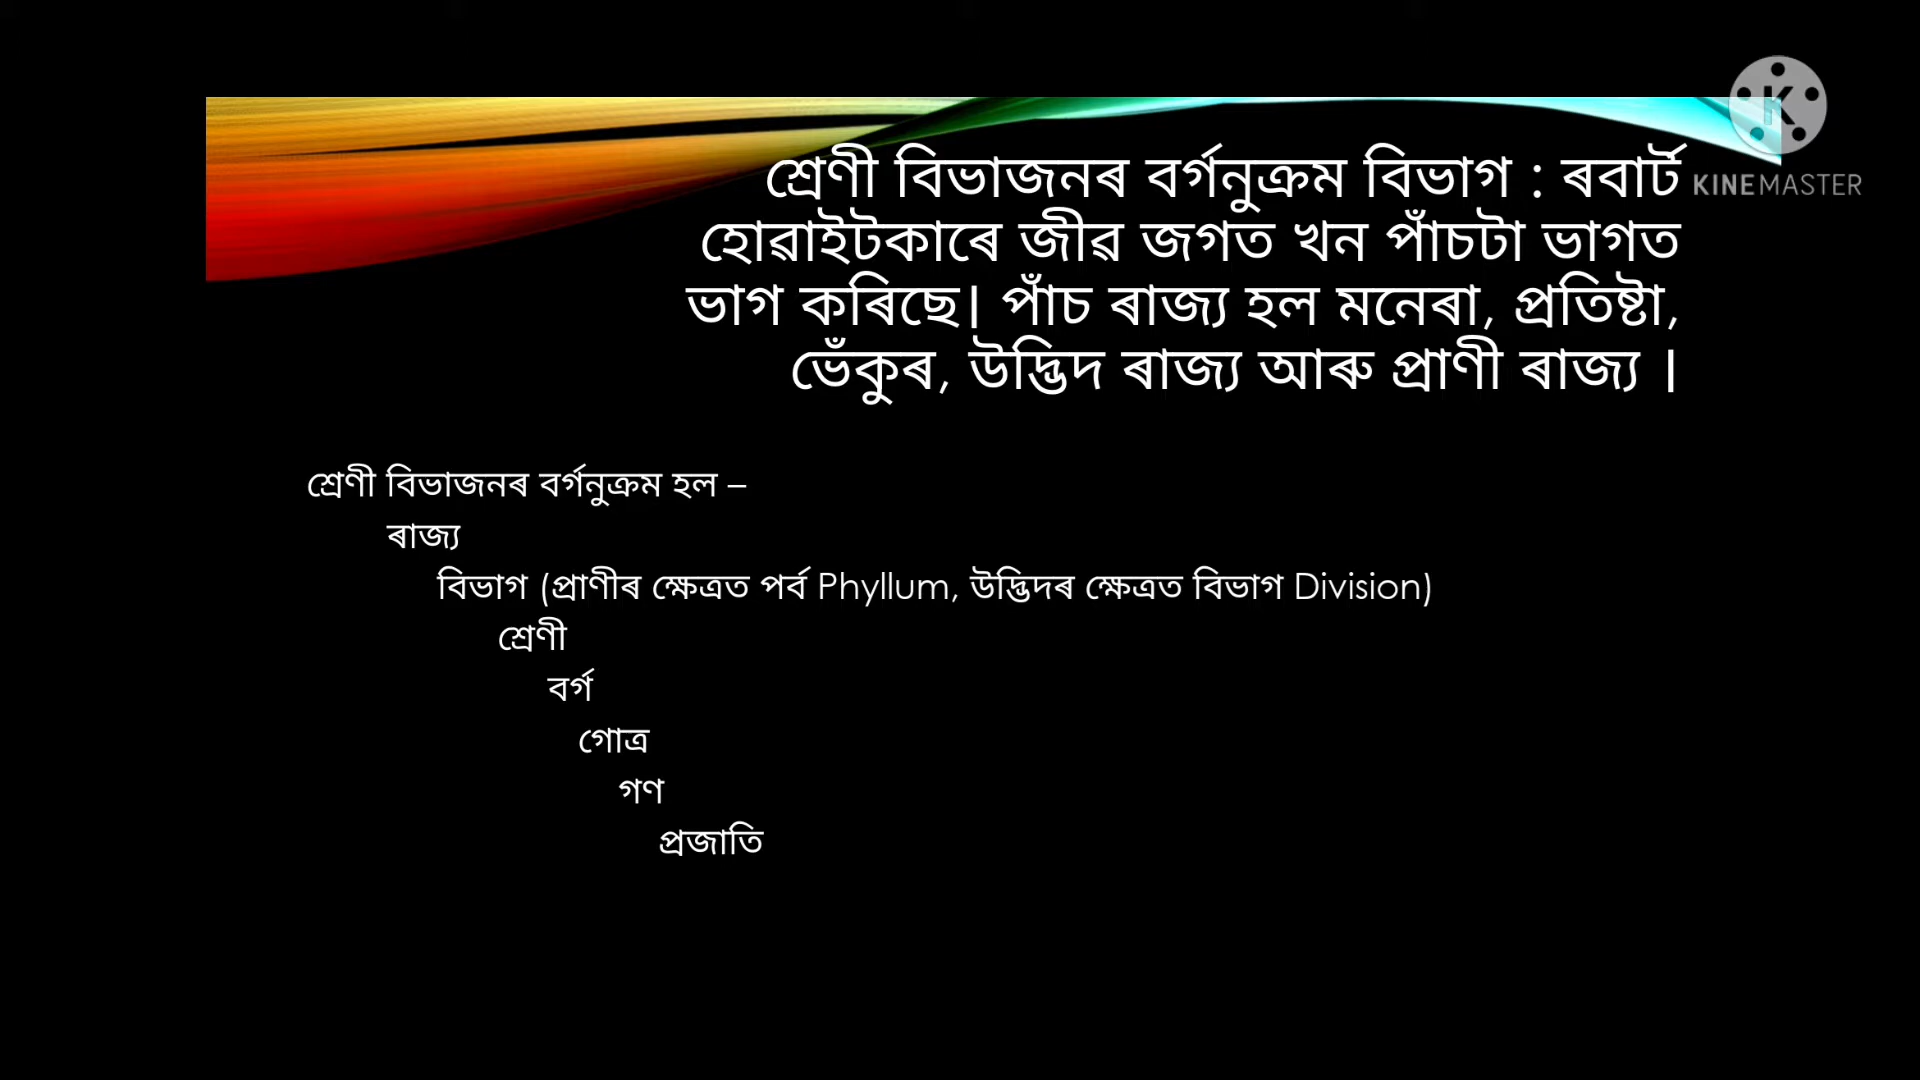 শ্ৰেণী বিভাজনৰ বৰ্গনুক্ৰম বিভাগ : ৰবাৰ্ট
হোৱাইটকাৰে জীৱ জগত খন পাঁচটা ভাগত
ভাগ কৰিছে। পাঁচ ৰাজ্য হল মনেৰা, প্ৰতিষ্টা,
ভেঁকুৰ, উদ্ভিদ ৰাজ্য আৰু প্ৰাণী ৰাজ্য ।
KINEMASTER
শ্ৰেণী বিভাজনৰ বৰ্গনুক্ৰম হল –
ৰাজ্য
বিভাগ (প্ৰাণীৰ ক্ষেত্ৰত পৰ্ব Phyllum, উদ্ভিদৰ ক্ষেত্ৰত বিভাগ Division)
শ্ৰেণী
বৰ্গ
গোত্ৰ
গণ
প্ৰজাতি